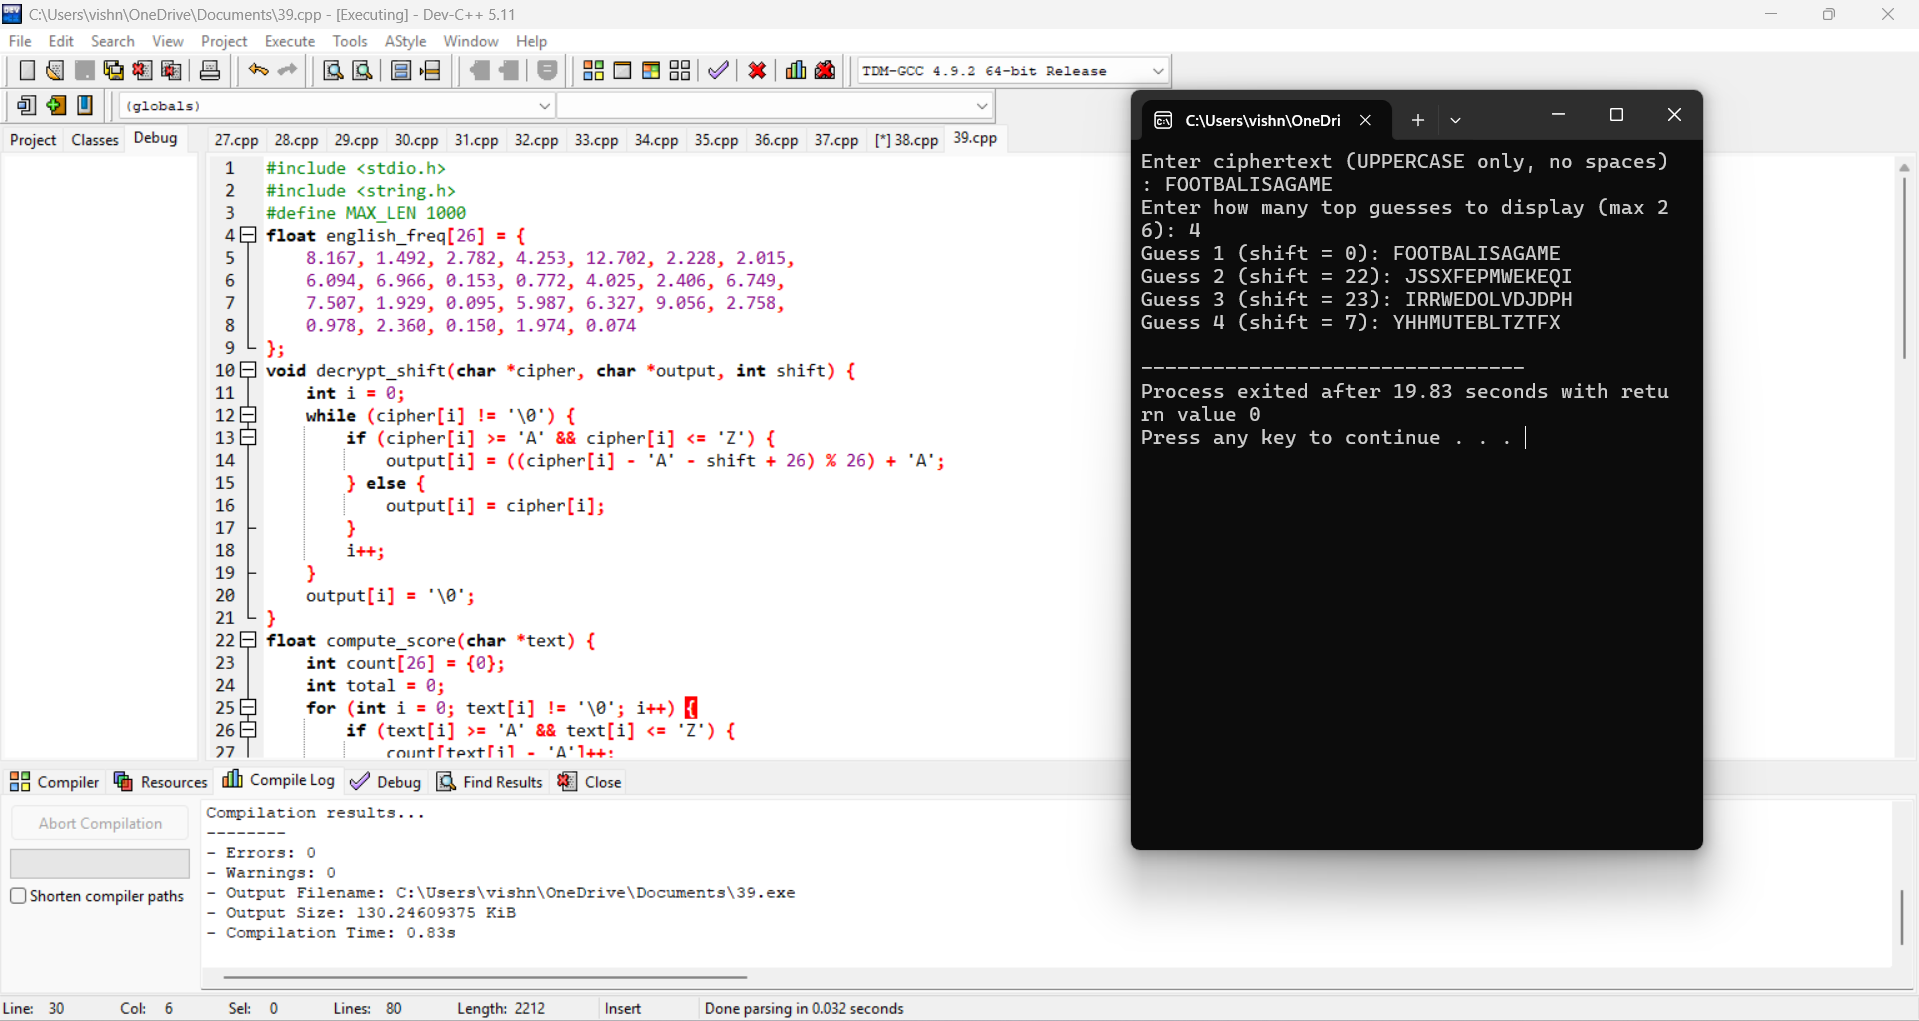 C:\Users\vishn\OneDrive\Documents\39.cpp - [Executing] - Dev-C++ 5.11
File Edit Search View Project Execute Tools AStyle Window Help
TDM-GCC 4.9.2 64-bit Release
(globals)
Project Classes Debug
27.cpp 28.cpp 29.cpp 30.cpp 31.cpp 32.cpp 33.cpp 34.cpp 35.cpp 36.cpp 37.cpp [*] 38.cpp 39.cpp
1 #include <stdio.h>
2 #include <string.h>
3 #define MAX_LEN 1000
4 float english_freq[26] = {
5 8.167, 1.492, 2.782, 4.253, 12.702, 2.228, 2.015,
6 6.094, 6.966, 0.153, 0.772, 4.025, 2.406, 6.749,
7 7.507, 1.929, 0.095, 5.987, 6.327, 9.056, 2.758,
8 0.978, 2.360, 0.150, 1.974, 0.074
9 };
10 void decrypt_shift(char *cipher, char *output, int shift) {
11 int i = 0;
12 while (cipher[i] != '\0') {
13 if (cipher[i] >= 'A' && cipher[i] <= 'Z') {
14 output[i] = ((cipher[i] - 'A' - shift + 26) % 26) + 'A';
15 } else {
16 output[i] = cipher[i];
17 }
18 i++;
19 }
20 output[i] = '\0';
21 }
22 float compute_score(char *text) {
23 int count[26] = {0};
24 int total = 0;
25 for (int i = 0; text[i] != '\0'; i++) {
26 if (text[i] >= 'A' && text[i] <= 'Z') {
27 count[text[i] - 'A']++;
C:\Users\vishn\OneDri
Enter ciphertext (UPPERCASE only, no spaces)
: FOOTBALISAGAME
Enter how many top guesses to display (max 2
6): 4
Guess 1 (shift = 0): FOOTBALISAGAME
Guess 2 (shift = 22): JSSXFEPMWEKEQI
Guess 3 (shift = 23): IRRWEDOLVDJDPH
Guess 4 (shift = 7): YHHMUTEBLTZTFX
--------------------------------
Process exited after 19.83 seconds with retu
rn value 0
Press any key to continue . . .
Compiler Resources Compile Log Debug Find Results Close
Abort Compilation
Shorten compiler paths
Compilation results...
--------
- Errors: 0
- Warnings: 0
- Output Filename: C:\Users\vishn\OneDrive\Documents\39.exe
- Output Size: 130.24609375 KiB
- Compilation Time: 0.83s
Line: 30 Col: 6 Sel: 0 Lines: 80 Length: 2212 Insert Done parsing in 0.032 seconds